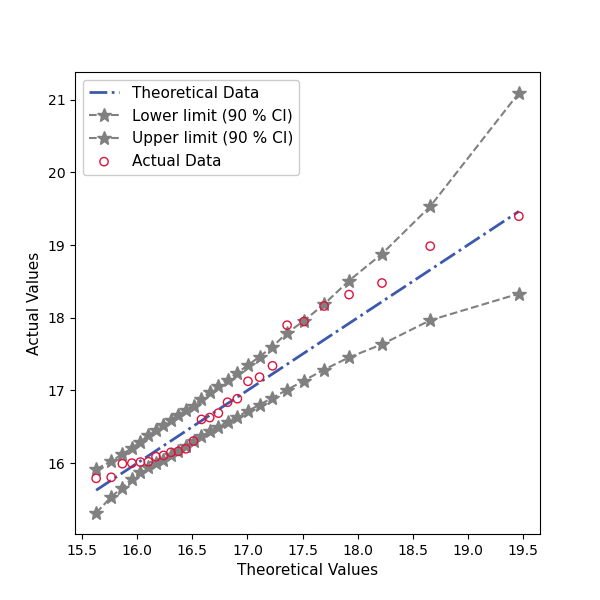 Theoretical Data
Lower limit (90 % CI)
Upper limit (90 % CI)
Actual Data
21
20
19
18
17
16
Actual Values
15.5 16.0 16.5 17.0 17.5 18.0 18.5 19.0 19.5
Theoretical Values